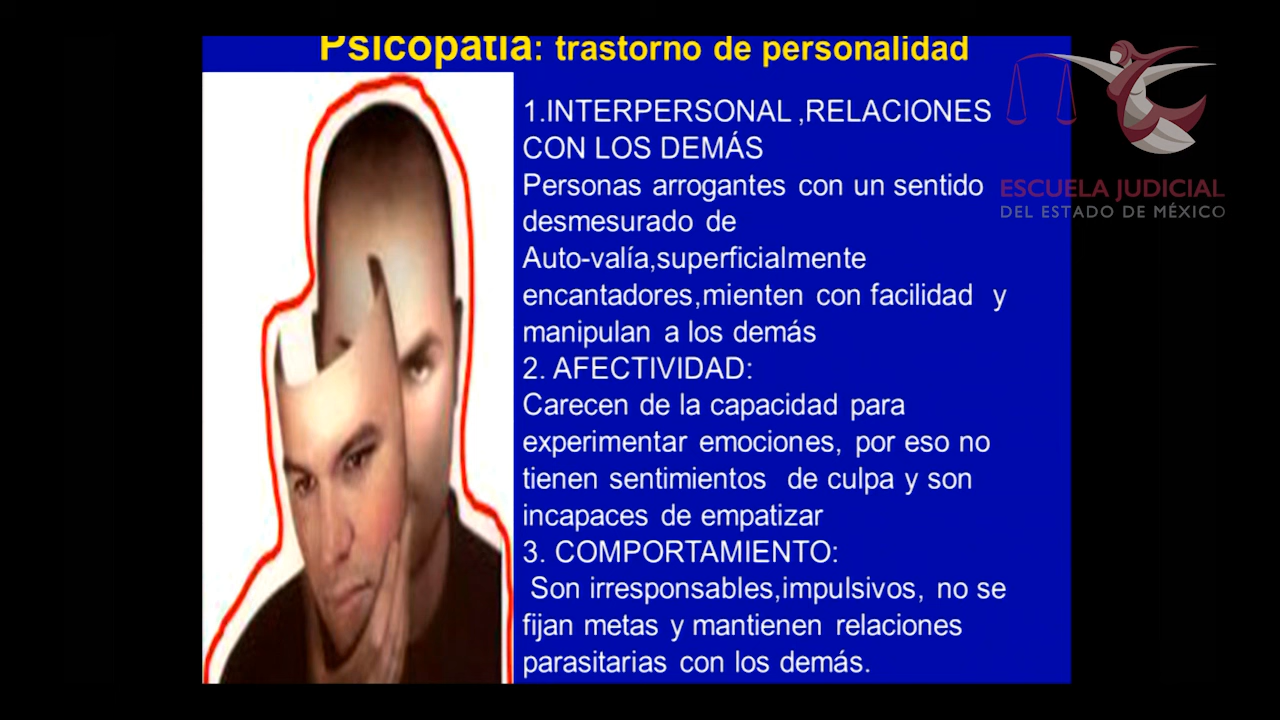 Psicopatía: trastorno de personalidad
1.INTERPERSONAL ,RELACIONES
CON LOS DEMÁS
Personas arrogantes con un sentido
desmesurado de
Auto-valía,superficialmente
encantadores,mienten con facilidad y
manipulan a los demás
2. AFECTIVIDAD:
Carecen de la capacidad para
experimentar emociones, por eso no
tienen sentimientos de culpa y son
incapaces de empatizar
3. COMPORTAMIENTO:
Son irresponsables,impulsivos, no se
fijan metas y mantienen relaciones
parasitarias con los demás.
ESCUELA JUDICIAL
DEL ESTADO DE MÉXICO